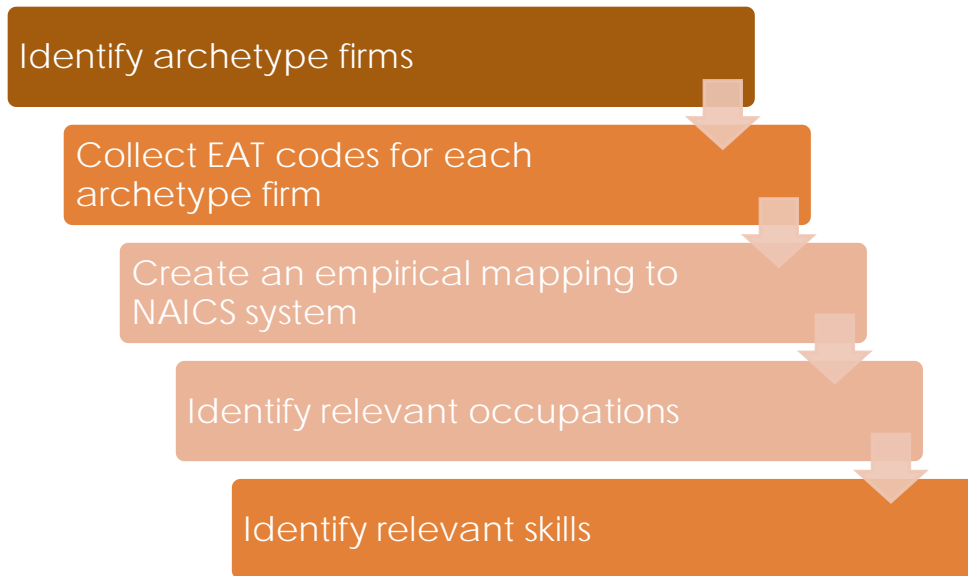 Identify archetype firms
Collect EAT codes for each
archetype firm
Create an empirical mapping to
NAICS system
Identify relevant occupations
Identify relevant skills